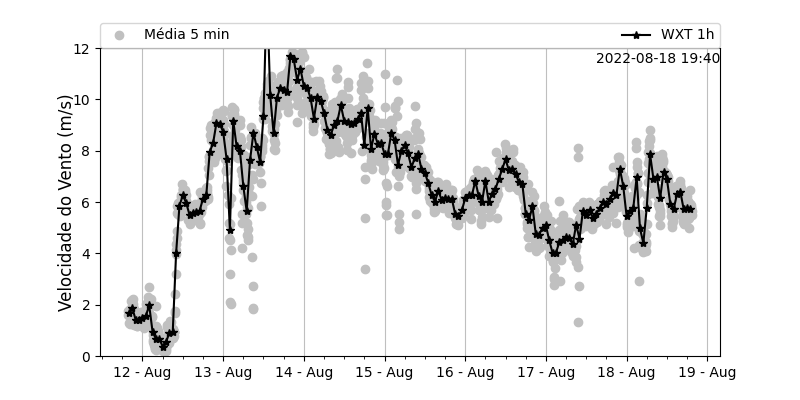 Média 5 min
WXT 1h
2022-08-18 19:40
Velocidade do Vento (m/s)
12
10
8
6
4
2
0
12 - Aug
13 - Aug
14 - Aug
15 - Aug
16 - Aug
17 - Aug
18 - Aug
19 - Aug